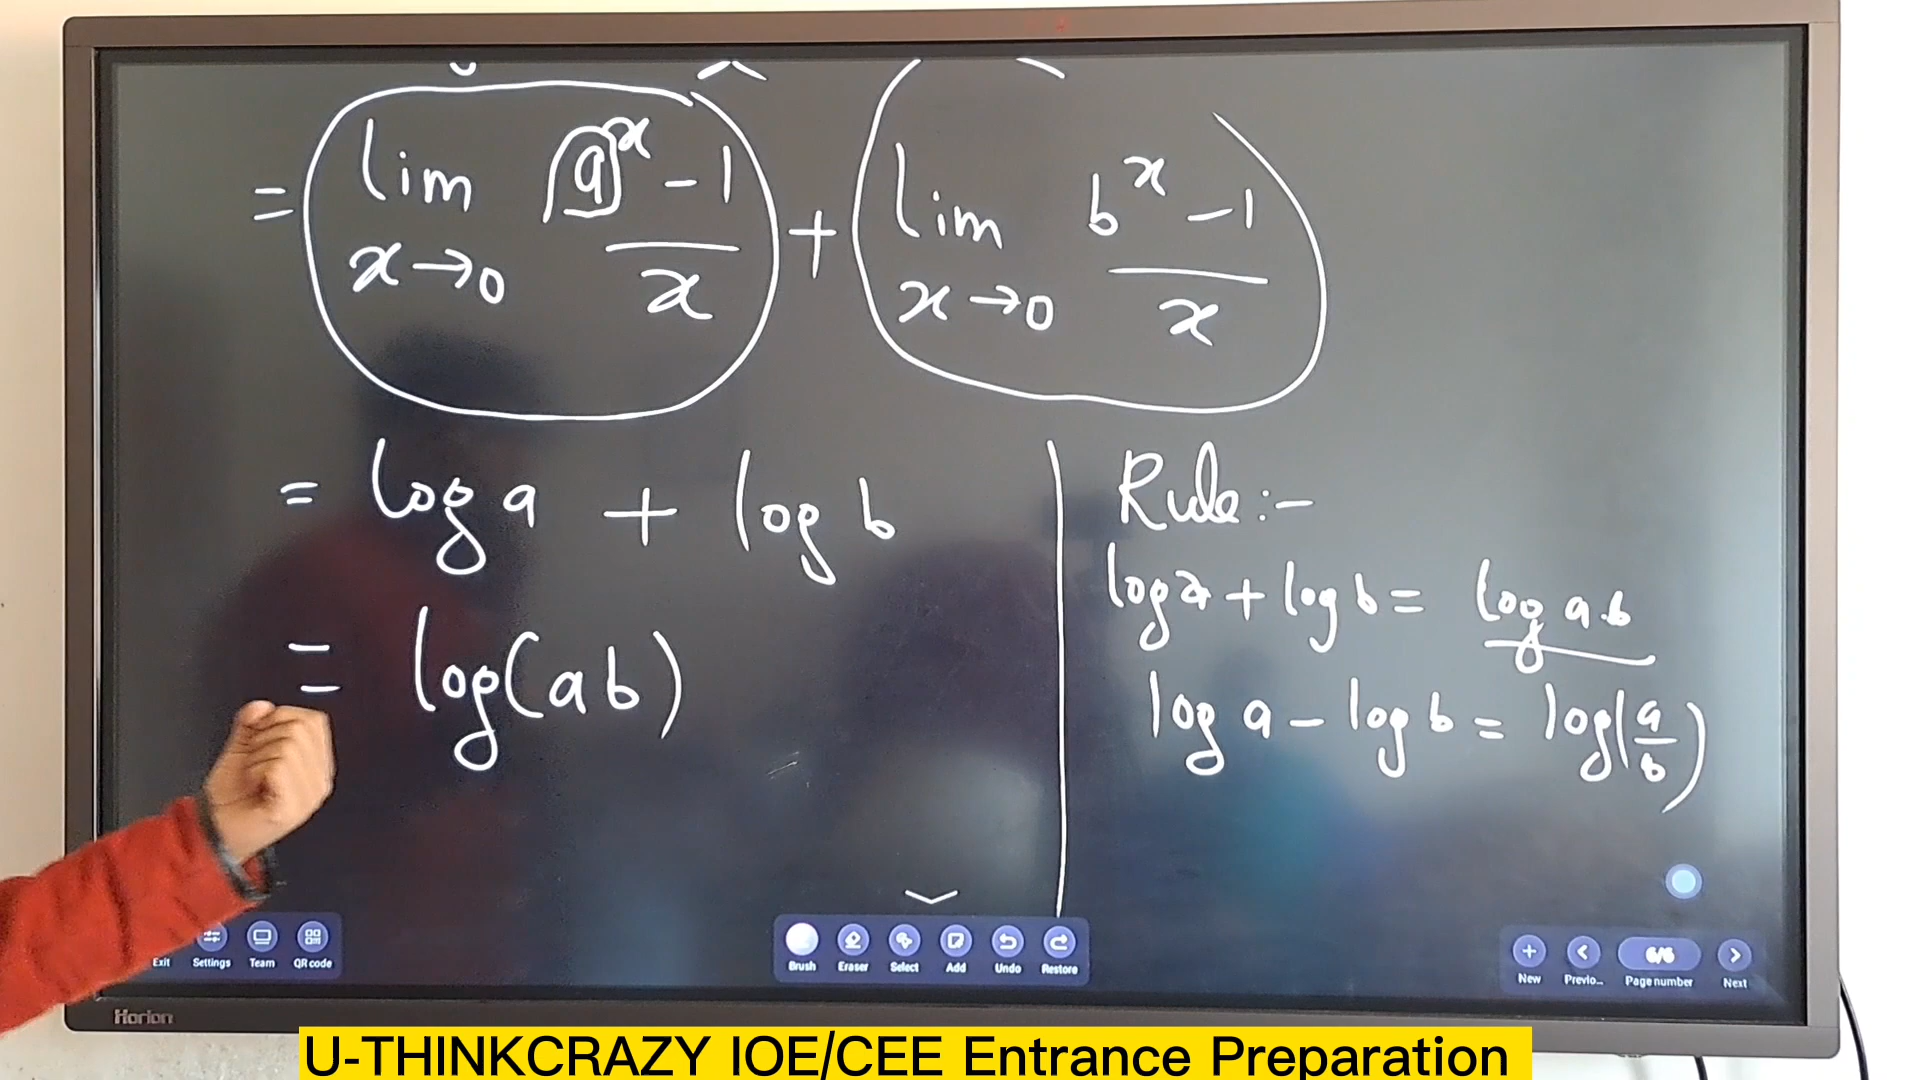 = lim x→0 a^x - 1 / x + lim x→0 b^x - 1 / x
= log a + log b
= log(ab)
Rule:-
log a + log b = log a.b
log a - log b = log(a/b)
Exit Settings Team QR code
Brush Eraser Select Add Undo Restore
New Previo... 6/6 Page number Next
Horion
U-THINKCRAZY IOE/CEE Entrance Preparation